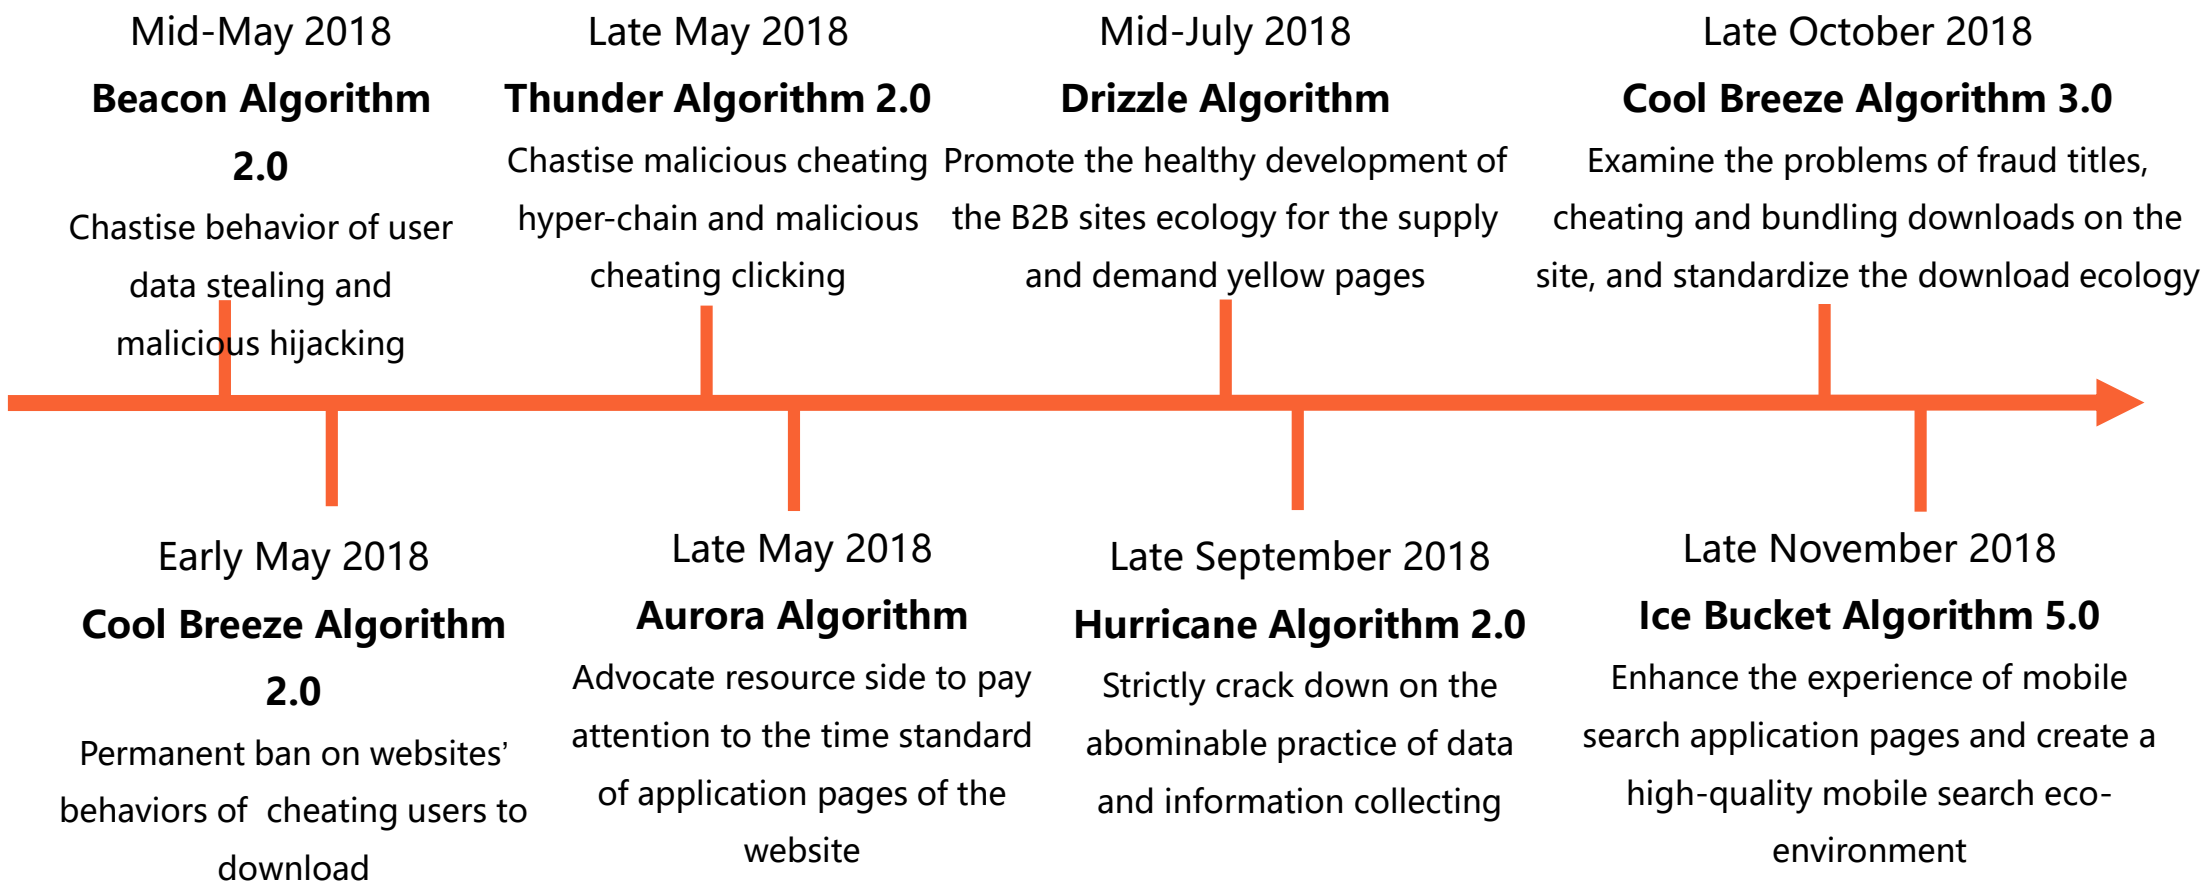 Mid-May 2018
Beacon Algorithm
2.0
Chastise behavior of user
data stealing and
malicious hijacking
Late May 2018
Thunder Algorithm 2.0
Chastise malicious cheating
hyper-chain and malicious
cheating clicking
Mid-July 2018
Drizzle Algorithm
Promote the healthy development of
the B2B sites ecology for the supply
and demand yellow pages
Late October 2018
Cool Breeze Algorithm 3.0
Examine the problems of fraud titles,
cheating and bundling downloads on the
site, and standardize the download ecology
Early May 2018
Cool Breeze Algorithm
2.0
Permanent ban on websites’
behaviors of  cheating users to
download
Late May 2018
Aurora Algorithm
Advocate resource side to pay
attention to the time standard
of application pages of the
website
Late September 2018
Hurricane Algorithm 2.0
Strictly crack down on the
abominable practice of data
and information collecting
Late November 2018
Ice Bucket Algorithm 5.0
Enhance the experience of mobile
search application pages and create a
high-quality mobile search eco-
environment